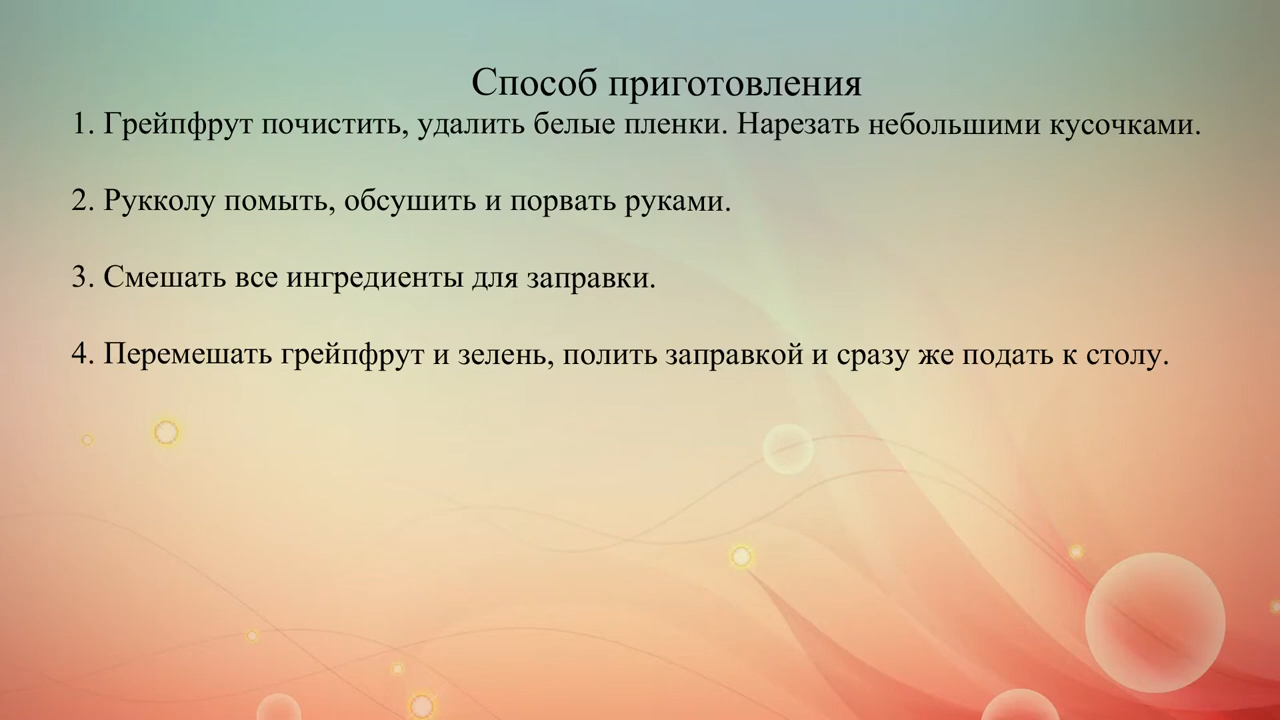 Способ приготовления
1. Грейпфрут почистить, удалить белые пленки. Нарезать небольшими кусочками.
2. Рукколу помыть, обсушить и порвать руками.
3. Смешать все ингредиенты для заправки.
4. Перемешать грейпфрут и зелень, полить заправкой и сразу же подать к столу.